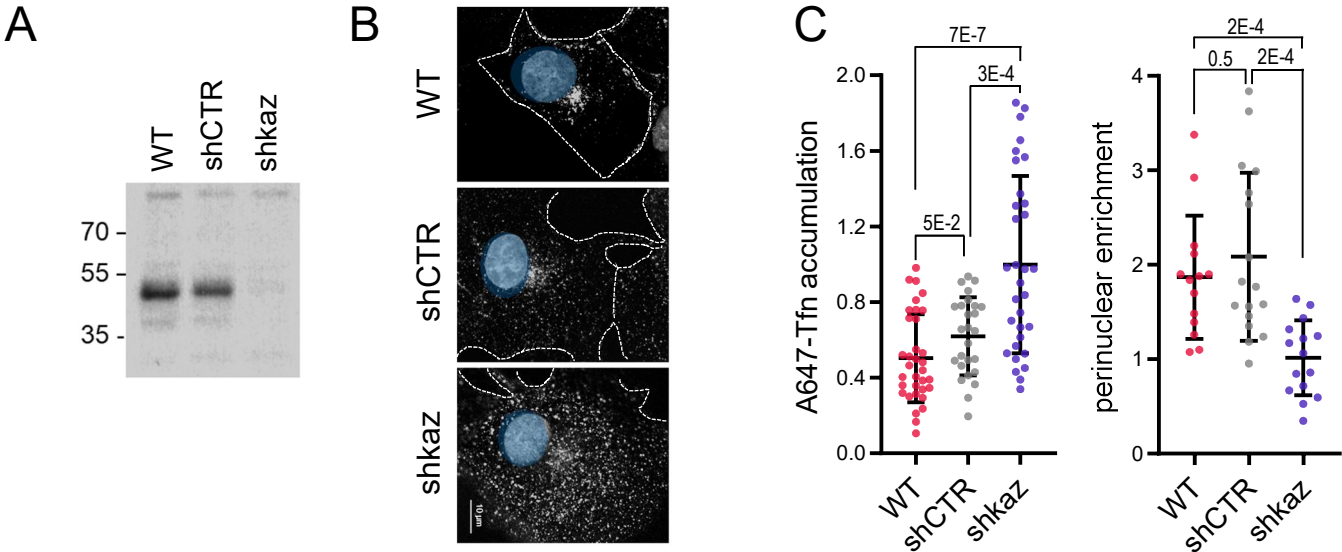 A
WT
shCTR
shkaz
70
55
35
B
WT
shCTR
shkaz
10 μm
C
7E-7
3E-4
5E-2
A647-Tfn accumulation
2.0
1.6
1.2
0.8
0.4
0.0
WT
shCTR
shkaz
2E-4
0.5
2E-4
perinuclear enrichment
4
3
2
1
0
WT
shCTR
shkaz